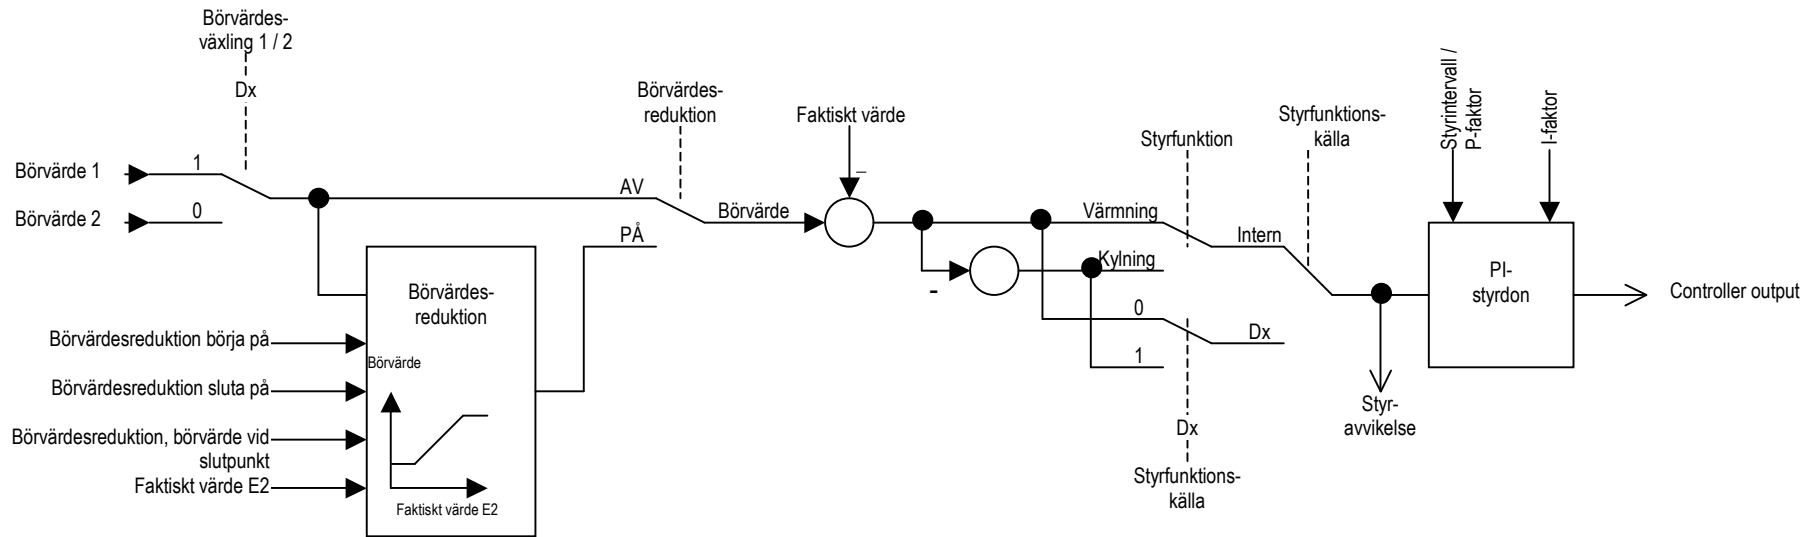 Börvärdes-
växling 1 / 2
Dx
Börvärde 1
1
Börvärde 2
0
Börvärdes-
reduktion
Börvärdesreduktion börja på
Börvärdesreduktion sluta på
Börvärdesreduktion, börvärde vid
slutpunkt
Faktiskt värde E2
Börvärde
Faktiskt värde E2
AV
PÅ
Börvärdes-
reduktion
Börvärde
Faktiskt värde
–
-
Värmning
Kylning
0
1
Styrfunktion
Intern
Dx
Dx
Styrfunktions-
källa
Styrfunktions-
källa
Styr-
avvikelse
Styrintervall /
P-faktor
I-faktor
PI-
styrdon
Controller output